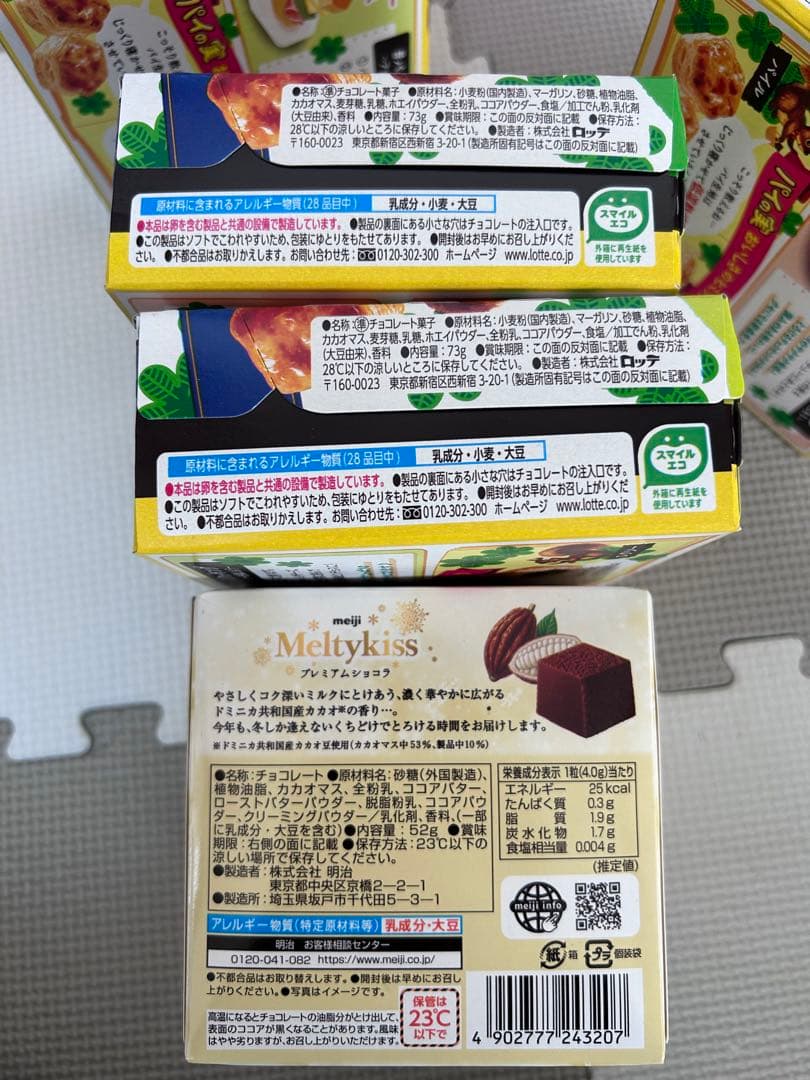 パイの実
じっくり焼かせて
させてい
こっそり飲
パイ
パイル
じっくり焼かせて
させていま
パイの実
●名称:準チョコレート菓子 ●原材料名:小麦粉(国内製造)、マーガリン、砂糖、植物油脂、
カカオマス、麦芽糖、乳糖、ホエイパウダー、全粉乳、ココアパウダー、食塩/加工でん粉、乳化剤
(大豆由来)、香料 ●内容量:73g ●賞味期限:この面の反対面に記載 ●保存方法:
28℃以下の涼しいところに保存してください。 ●製造者:株式会社 ロッテ
〒160-0023 東京都新宿区西新宿 3-20-1 (製造所固有記号はこの面の反対面に記載)
原材料に含まれるアレルギー物質(28品目中) 乳成分・小麦・大豆
●本品は卵を含む製品と共通の設備で製造しています。 ●製品の裏面にある小さな穴はチョコレートの注入口です。
●この製品はソフトでこわれやすいため、包装にゆとりをもたせてあります。 ●開封後はお早めにお召し上がりくだ
さい。 ●不都合品はお取りかえします。お問い合わせ先:0120-302-300 ホームページ www.lotte.co.jp
スマイル
エコ
外箱に再生紙を
使用しています
●名称:準チョコレート菓子 ●原材料名:小麦粉(国内製造)、マーガリン、砂糖、植物油脂、
カカオマス、麦芽糖、乳糖、ホエイパウダー、全粉乳、ココアパウダー、食塩/加工でん粉、乳化剤
(大豆由来)、香料 ●内容量:73g ●賞味期限:この面の反対面に記載 ●保存方法:
28℃以下の涼しいところに保存してください。 ●製造者:株式会社 ロッテ
〒160-0023 東京都新宿区西新宿 3-20-1 (製造所固有記号はこの面の反対面に記載)
原材料に含まれるアレルギー物質(28品目中) 乳成分・小麦・大豆
●本品は卵を含む製品と共通の設備で製造しています。 ●製品の裏面にある小さな穴はチョコレートの注入口です。
●この製品はソフトでこわれやすいため、包装にゆとりをもたせてあります。 ●開封後はお早めにお召し上がりくだ
さい。 ●不都合品はお取りかえします。お問い合わせ先:0120-302-300 ホームページ www.lotte.co.jp
スマイル
エコ
外箱に再生紙を
使用しています
meiji
Meltykiss
プレミアムショコラ
やさしくコク深いミルクにとけあう、濃く華やかに広がる
ドミニカ共和国産カカオ※の香り…。
今年も、冬しか逢えないくちどけでとろける時間をお届けします。
※ドミニカ共和国産カカオ豆使用(カカオマス中53%、製品中10%)
●名称:チョコレート ●原材料名:砂糖(外国製造)、
植物油脂、カカオマス、全粉乳、ココアバター、
ローストバターパウダー、脱脂粉乳、ココアパウ
ダー、クリーミングパウダー/乳化剤、香料、(一部
に乳成分・大豆を含む) ●内容量:52g ●賞味
期限:右側の面に記載 ●保存方法:23℃以下の
涼しい場所で保存してください。
●製造者:株式会社 明治
東京都中央区京橋2-2-1
●製造所:埼玉県坂戸市千代田5-3-1
栄養成分表示 1粒(4.0g)当たり
エネルギー 25kcal
たんぱく質 0.3g
脂質 1.9g
炭水化物 1.7g
食塩相当量 0.004g
(推定値)
meiji info
紙 箱 プラ 個装袋
アレルギー物質(特定原材料等) 乳成分・大豆
明治 お客様相談センター
0120-041-082 https://www.meiji.co.jp/
●不都合品はお取り替えします。●開封後は早めにお召し
上がりください。●写真はイメージです。
高温になるとチョコレートの油脂分がとけ出して、
表面のココアが黒くなることがあります。風味
はやや劣りますが、お召し上がりいただけます。
保管は
23℃
以下で
4 902777 243207